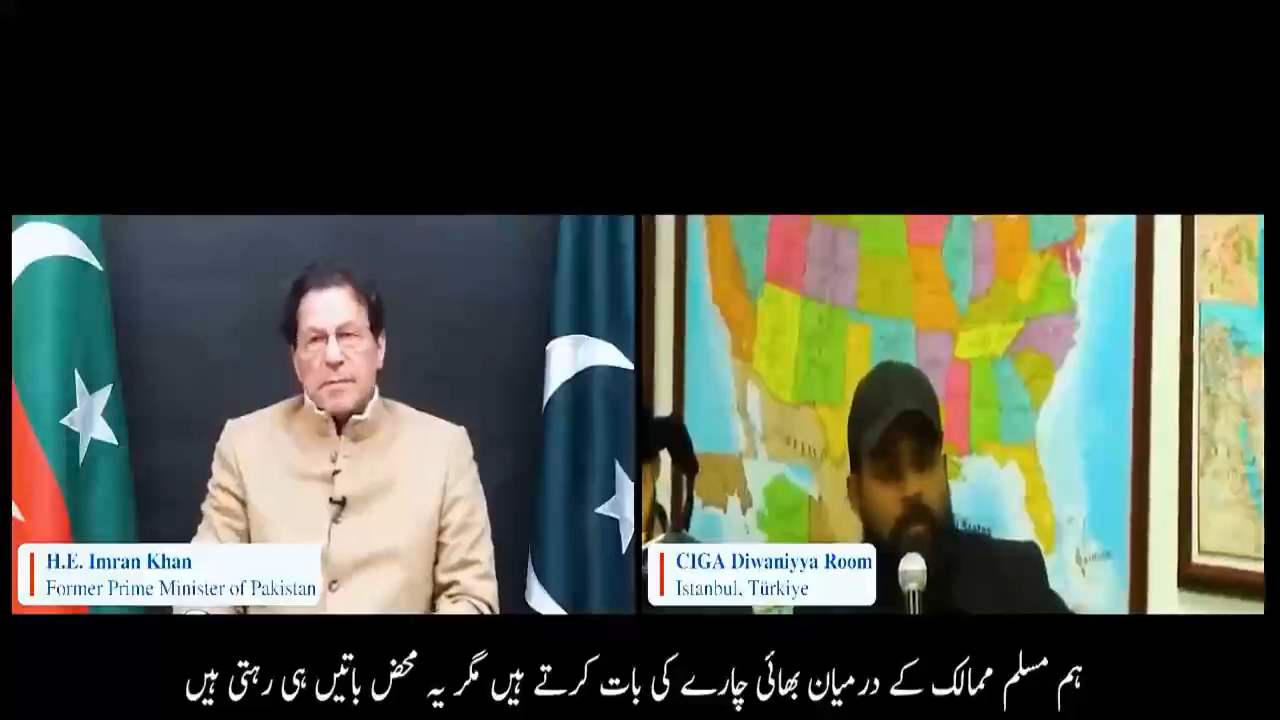 H.E. Imran Khan
Former Prime Minister of Pakistan
CIGA Diwaniyya Room
Istanbul, Türkiye
ہم مسلم ممالک کے درمیان بھائی چارے کی بات کرتے ہیں مگر یہ محض باتیں ہی رہتی ہیں